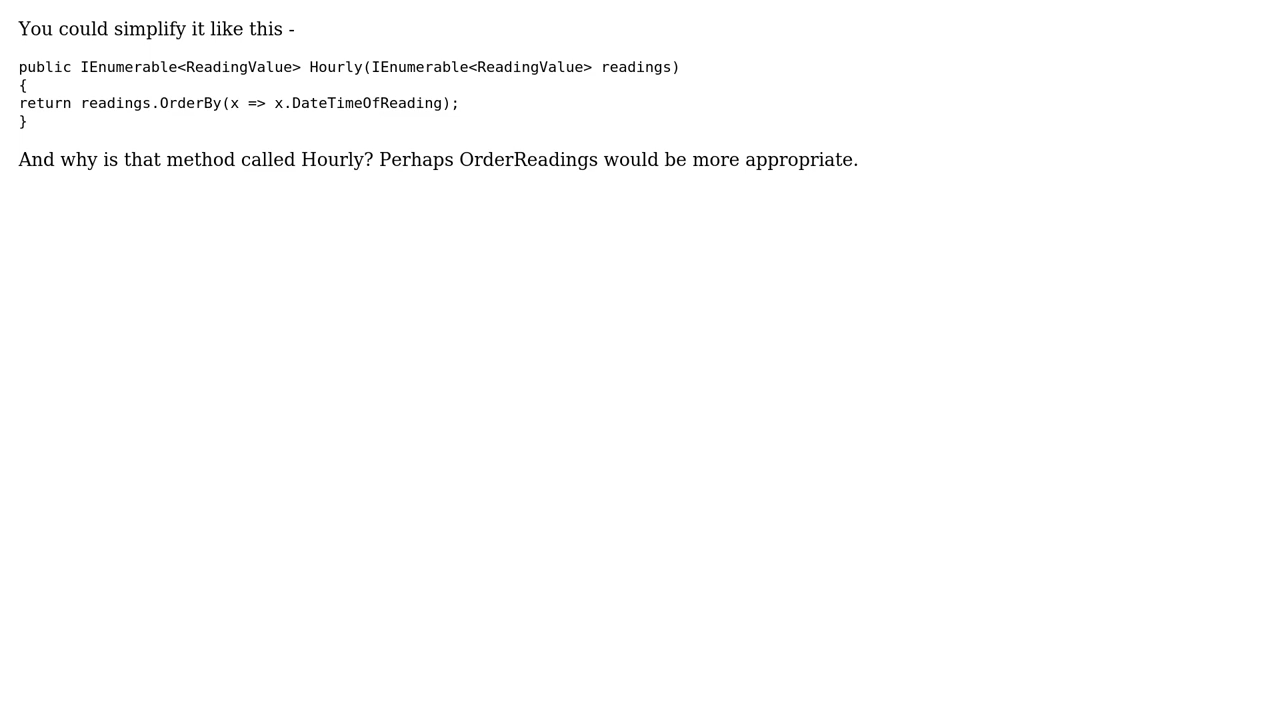 You could simplify it like this -
public IEnumerable<ReadingValue> Hourly(IEnumerable<ReadingValue> readings)
{
return readings.OrderBy(x => x.DateTimeOfReading);
}
And why is that method called Hourly? Perhaps OrderReadings would be more appropriate.